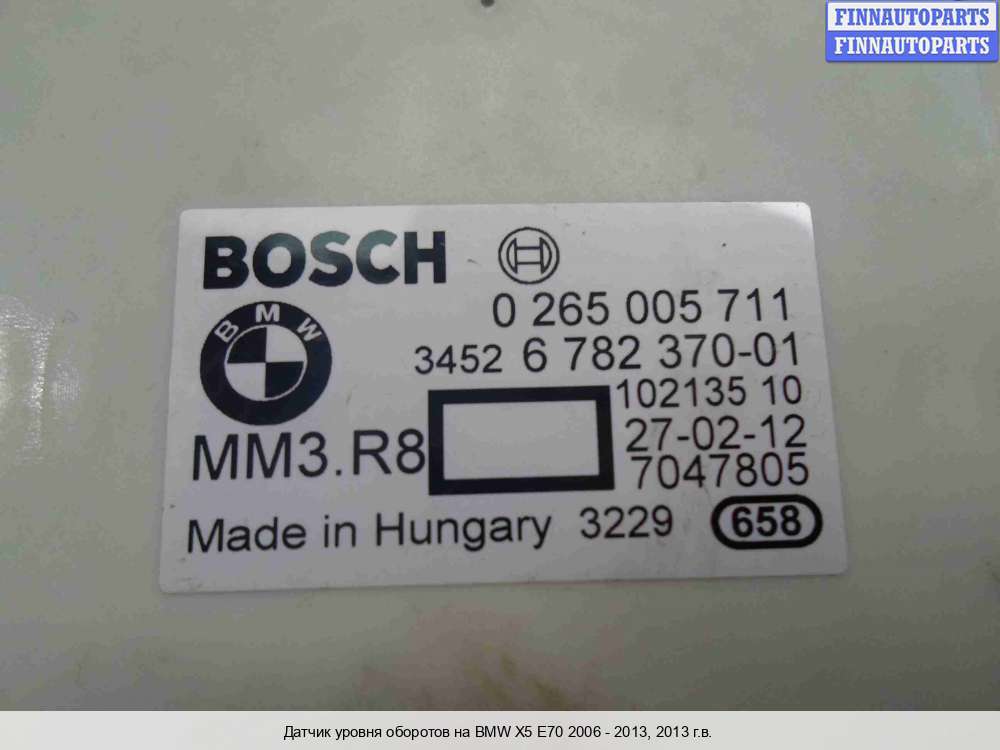 FINNAUTOPARTS
FINNAUTOPARTS
BOSCH
0 265 005 711
BMW
3452 6 782 370-01
102135 10
27-02-12
MM3.R8
7047805
Made in Hungary 3229 658
Датчик уровня оборотов на BMW X5 E70 2006 - 2013, 2013 г.в.